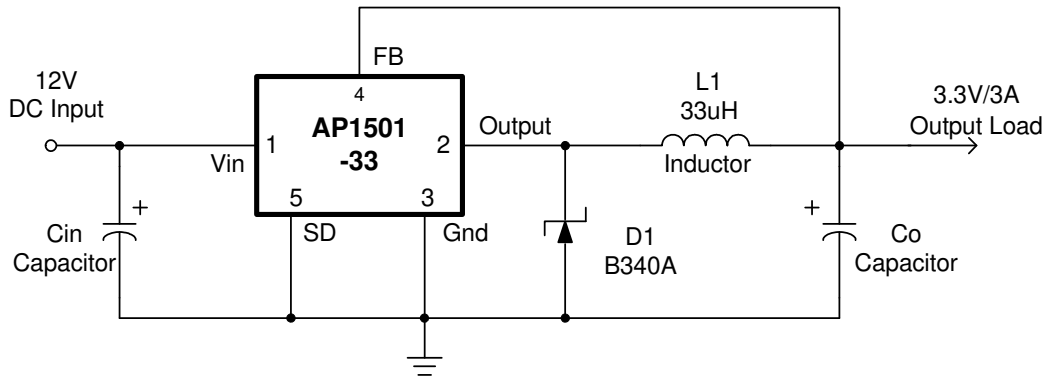 FB
12V
DC Input
4
AP1501
-33
1
2
Vin
Output
L1
33uH
Inductor
3.3V/3A
Output Load
5
3
SD
Gnd
+
Cin
Capacitor
D1
B340A
+
Co
Capacitor